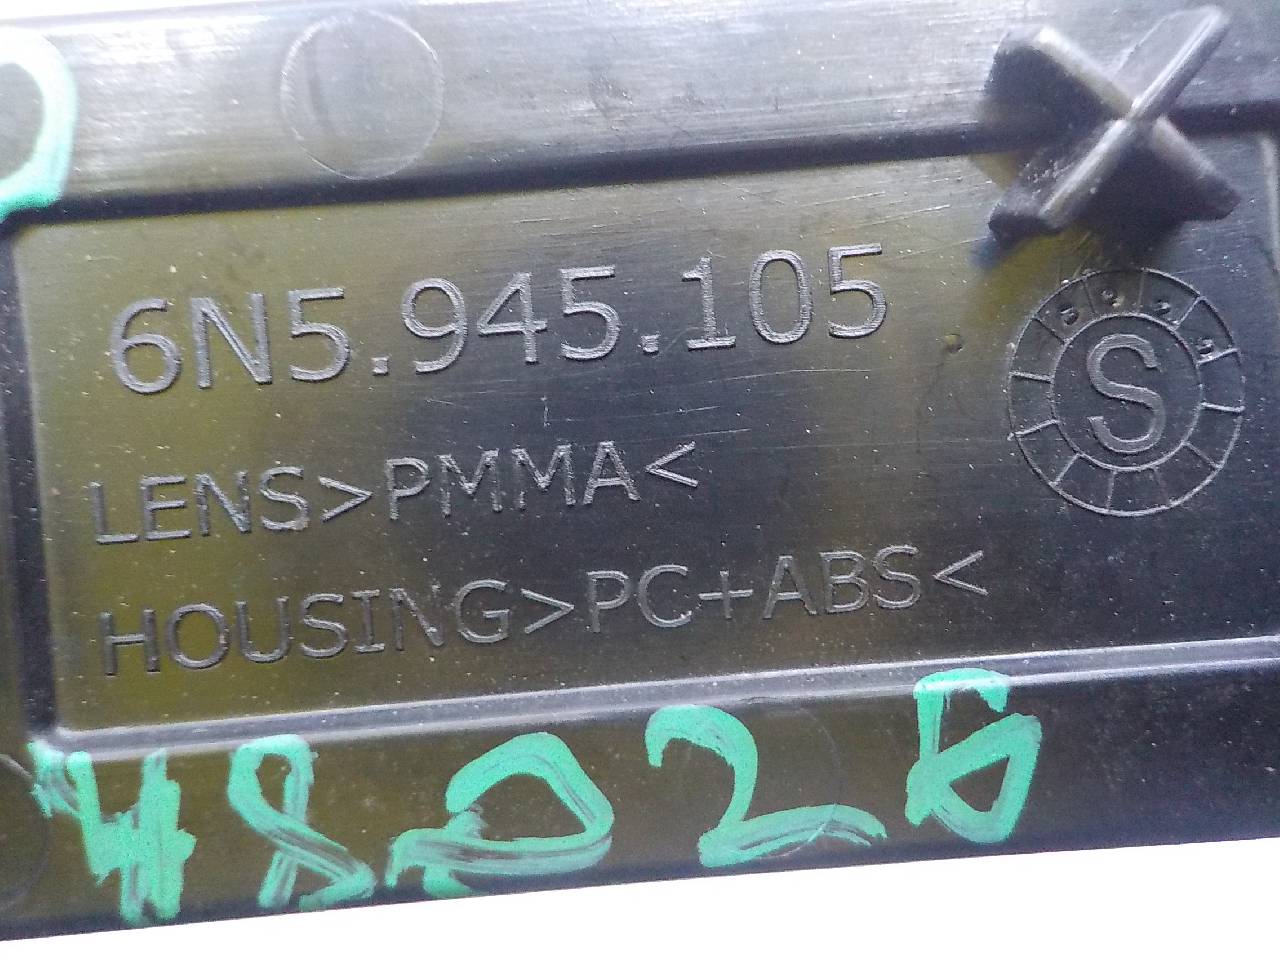 6N5.945.105
S
LENS>PMMA<
HOUSING>PC+ABS<
48026